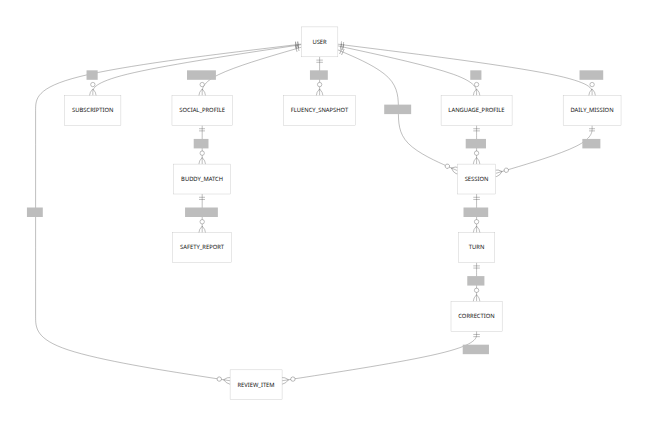 USER
SUBSCRIPTION
SOCIAL_PROFILE
FLUENCY_SNAPSHOT
LANGUAGE_PROFILE
DAILY_MISSION
BUDDY_MATCH
SESSION
SAFETY_REPORT
TURN
CORRECTION
REVIEW_ITEM